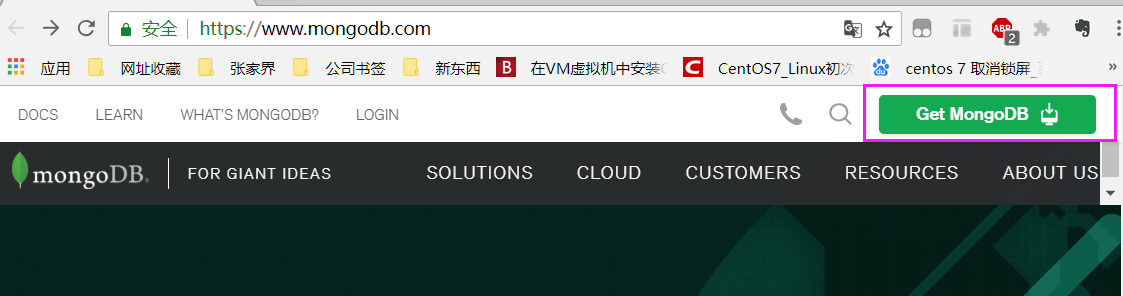 安全 https://www.mongodb.com ABP 2
应用 网址收藏 张家界 公司书签 新东西 B 在VM虚拟机中安装 C CentOS7_Linux初次 centos 7 取消锁屏_ »
DOCS LEARN WHAT'S MONGODB? LOGIN Get MongoDB
mongoDB. FOR GIANT IDEAS SOLUTIONS CLOUD CUSTOMERS RESOURCES ABOUT US